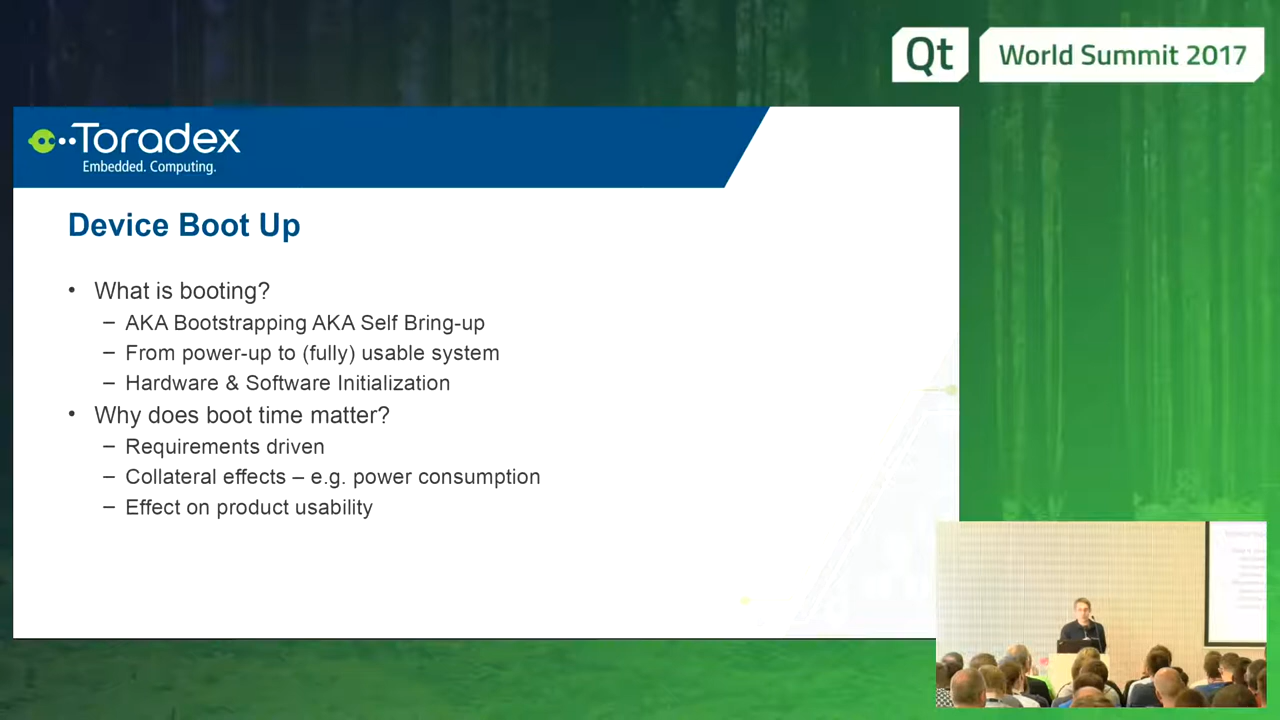 Qt World Summit 2017
Toradex
Embedded. Computing.
Device Boot Up
• What is booting?
– AKA Bootstrapping AKA Self Bring-up
– From power-up to (fully) usable system
– Hardware & Software Initialization
• Why does boot time matter?
– Requirements driven
– Collateral effects – e.g. power consumption
– Effect on product usability